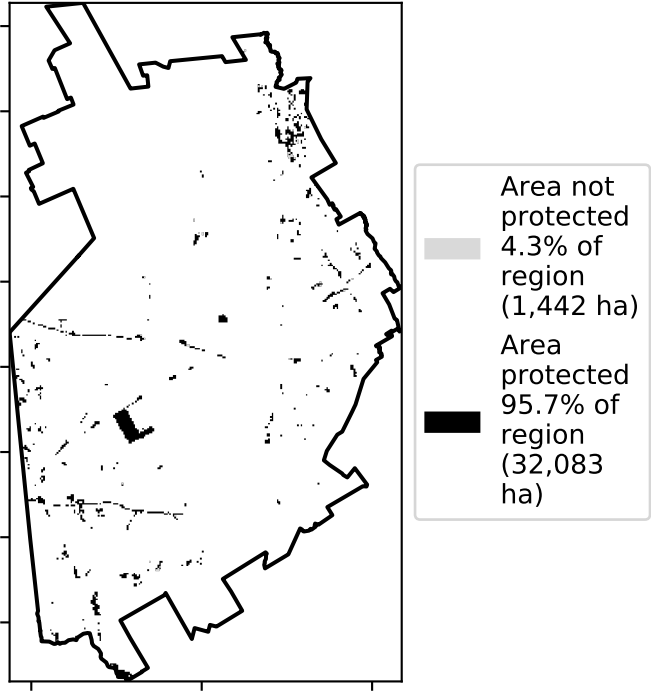 Area not
protected
4.3% of
region
(1,442 ha)
Area
protected
95.7% of
region
(32,083
ha)